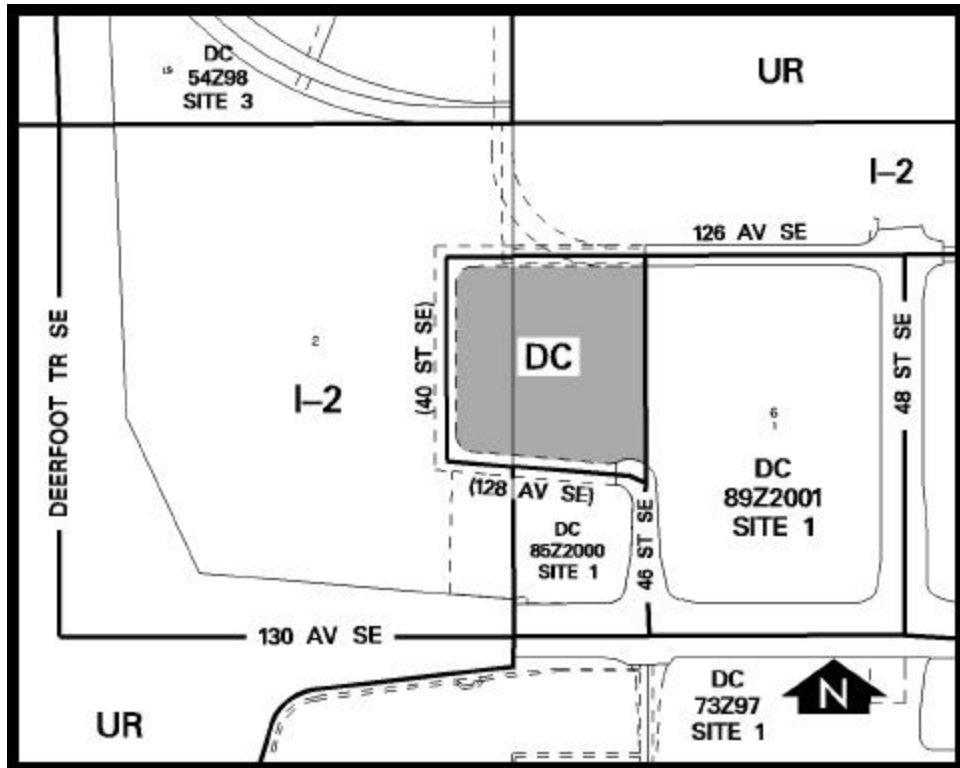 DC
54Z98
SITE 3
19
UR
I–2
126 AV SE
(40 ST SE)
DC
2
I–2
DEERFOOT TR SE
48 ST SE
6
1
DC
89Z2001
SITE 1
(128 AV SE)
DC
85Z2000
SITE 1
46 ST SE
130 AV SE
UR
DC
73Z97
SITE 1
N